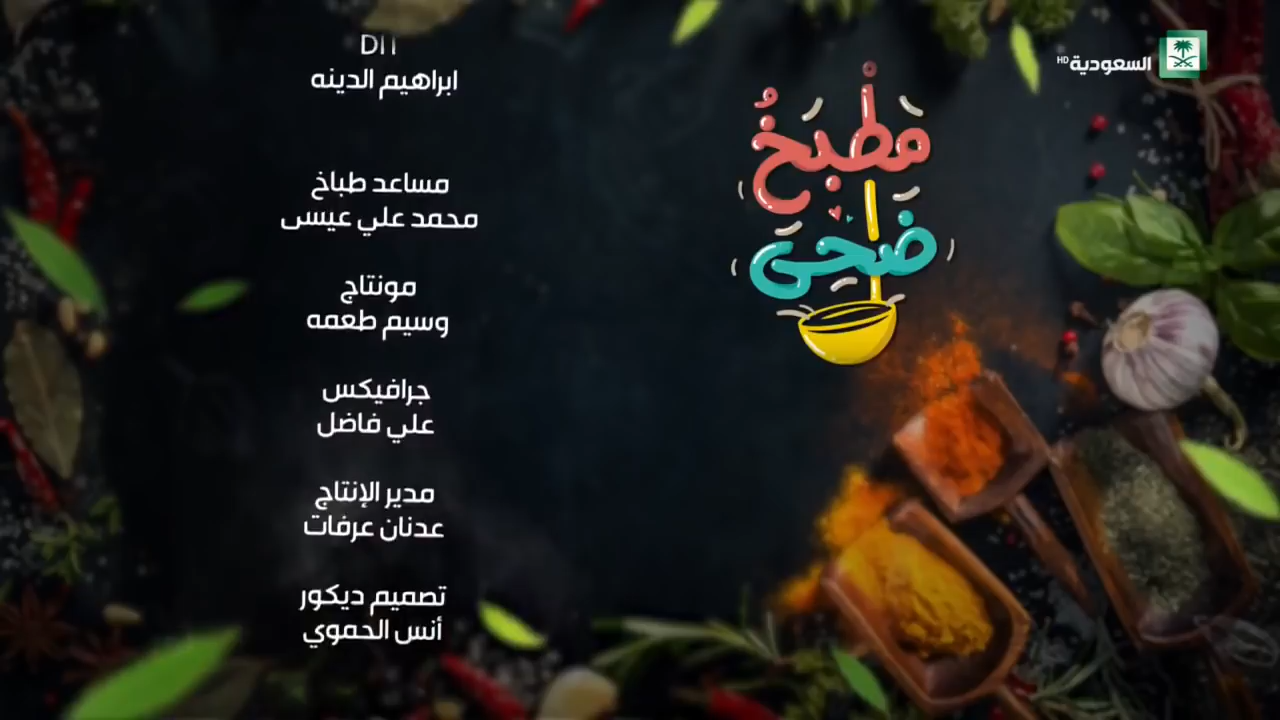 السعودية HD
مطبخ
ضحى
DIT
ابراهيم الدينه
مساعد طباخ
محمد علي عيسى
مونتاج
وسيم طعمه
جرافيكس
علي فاضل
مدير الإنتاج
عدنان عرفات
تصميم ديكور
أنس الحموي